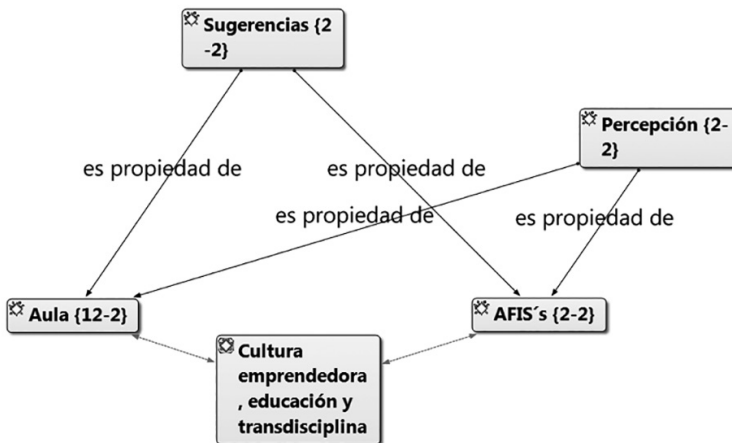 Sugerencias {2
-2}
Percepción {2-
2}
es propiedad de
es propiedad de
es propiedad de
es propiedad de
Aula {12-2}
AFIS´s {2-2}
Cultura
emprendedora
, educación y
transdisciplina